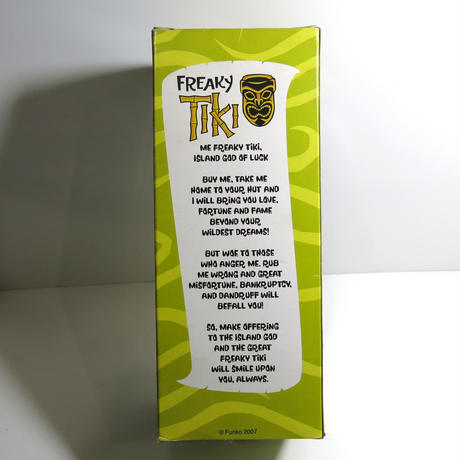 FREAKY
TIKI
ME FREAKY TIKI,
ISLAND GOD OF LUCK
BUY ME, TAKE ME
HOME TO YOUR HUT AND
I WILL BRING YOU LOVE,
FORTUNE AND FAME
BEYOND YOUR
WILDEST DREAMS!
BUT WOE TO THOSE
WHO ANGER ME. RUB
ME WRONG AND GREAT
MISFORTUNE, BANKRUPTCY,
AND DANDRUFF WILL
BEFALL YOU!
SO, MAKE OFFERING
TO THE ISLAND GOD
AND THE GREAT
FREAKY TIKI
WILL SMILE UPON
YOU, ALWAYS.
© Funko 2007